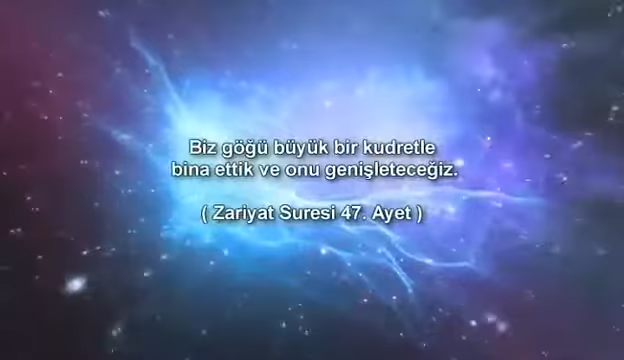 Biz göğü büyük bir kudretle
bina ettik ve onu genişleteceğiz.
( Zariyat Suresi 47. Ayet )